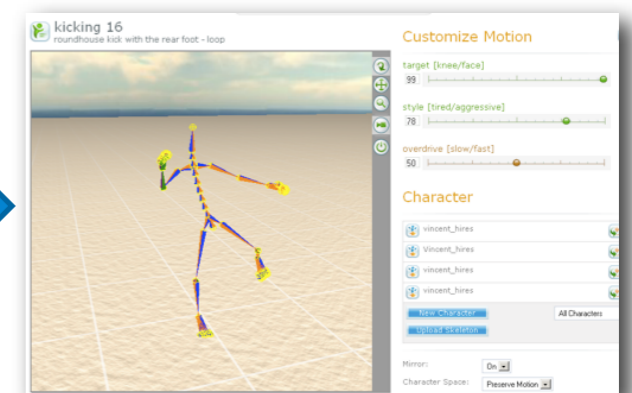 kicking 16
roundhouse kick with the rear foot - loop
Customize Motion
target [knee/face]
99
style [tired/aggressive]
78
overdrive [slow/fast]
50
Character
vincent_hires
Vincent_hires
vincent_hires
vincent_hires
New Character
All Characters
Upload Skeleton
Mirror:
On
Character Space:
Preserve Motion